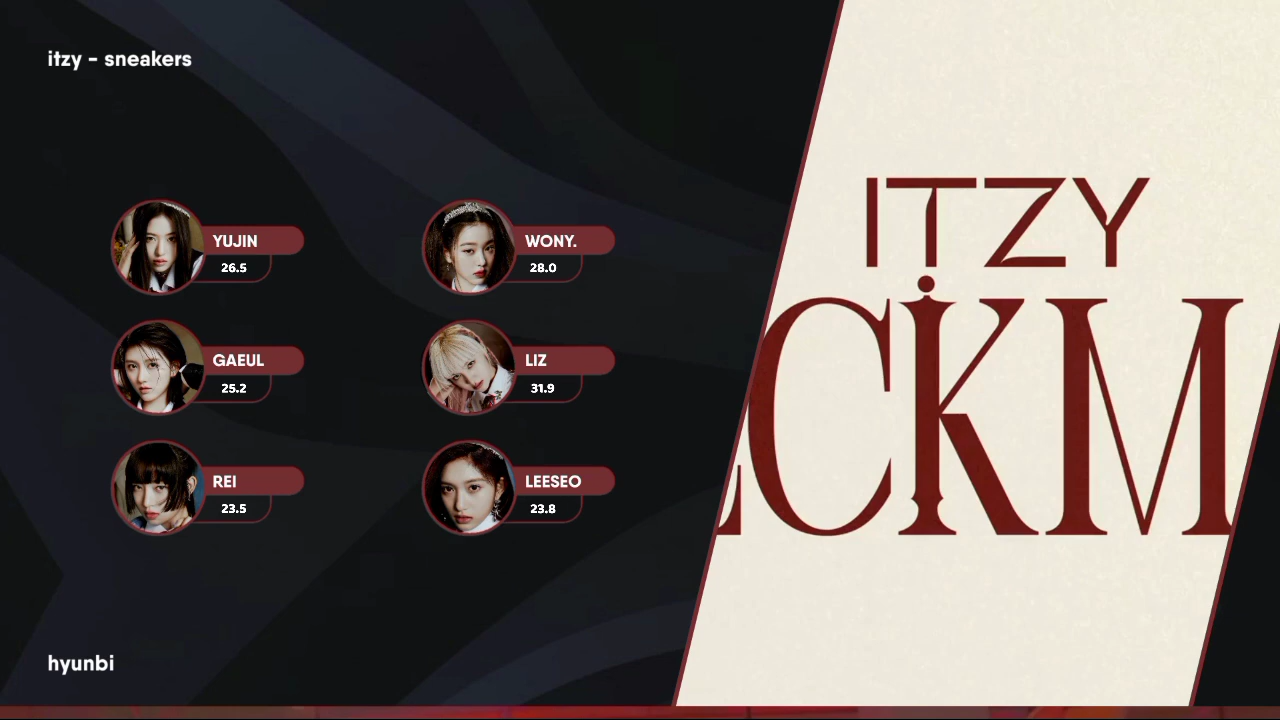 itzy - sneakers
YUJIN
26.5
WONY.
28.0
GAEUL
25.2
LIZ
31.9
REI
23.5
LEESEO
23.8
hyunbi
ITZY
CKM